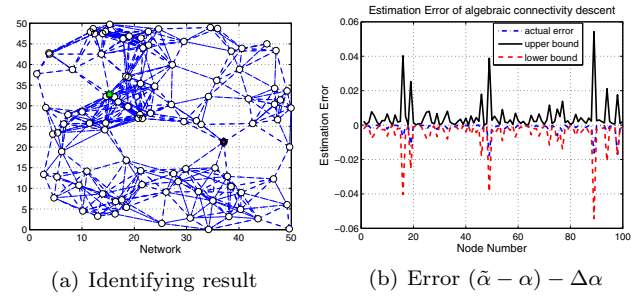 50
45
40
35
30
25
20
15
10
5
0
0 10 20 30 40 50
Network
(a) Identifying result
Estimation Error of algebraic connectivity descent
actual error
upper bound
lower bound
Estimation Error
0.06
0.04
0.02
0
−0.02
−0.04
−0.06
0 20 40 60 80 100
Node Number
(b) Error (α̃ − α) − Δα